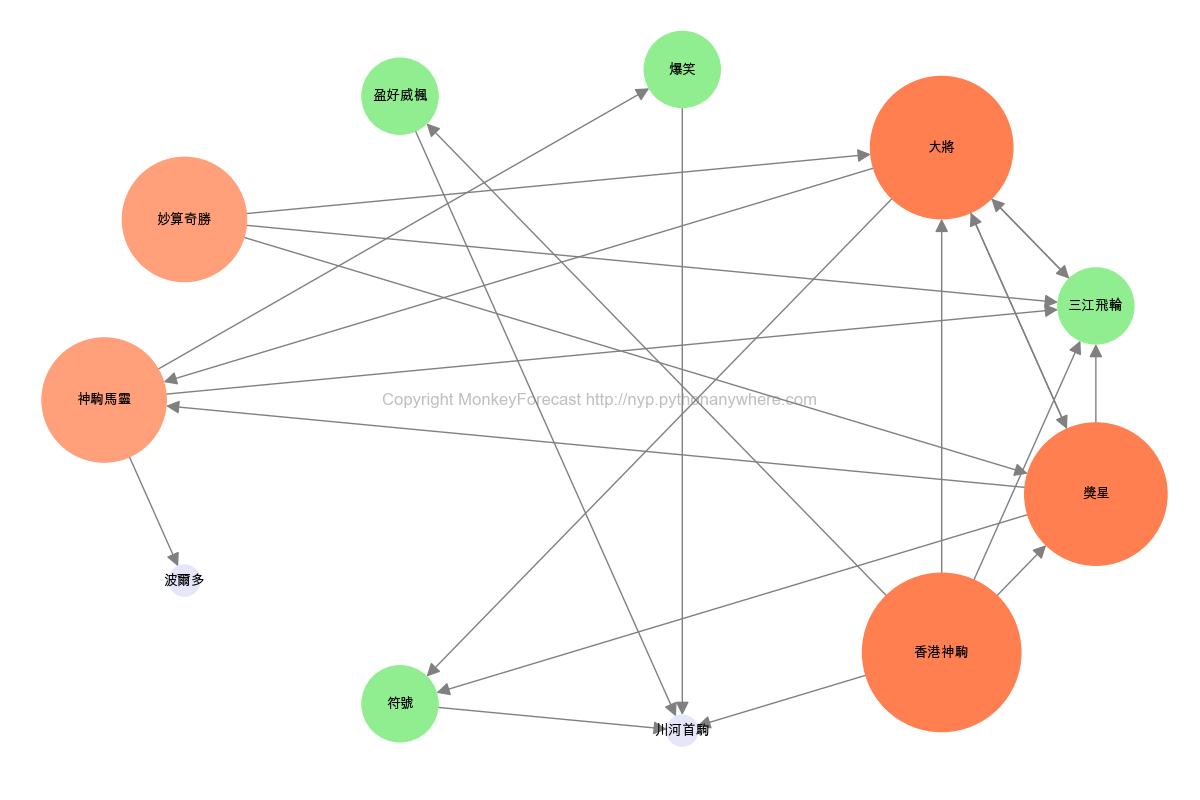 爆笑
盈好威楓
大將
妙算奇勝
三江飛輪
神駒馬靈
Copyright MonkeyForecast http://nyp.pythonanywhere.com
獎星
波爾多
香港神駒
符號
川河首駒